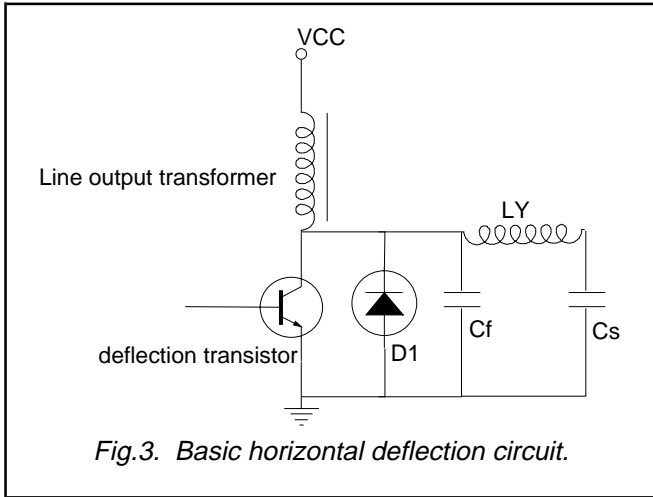 VCC
Line output transformer
LY
deflection transistor
D1
Cf
Cs
Fig.3. Basic horizontal deflection circuit.